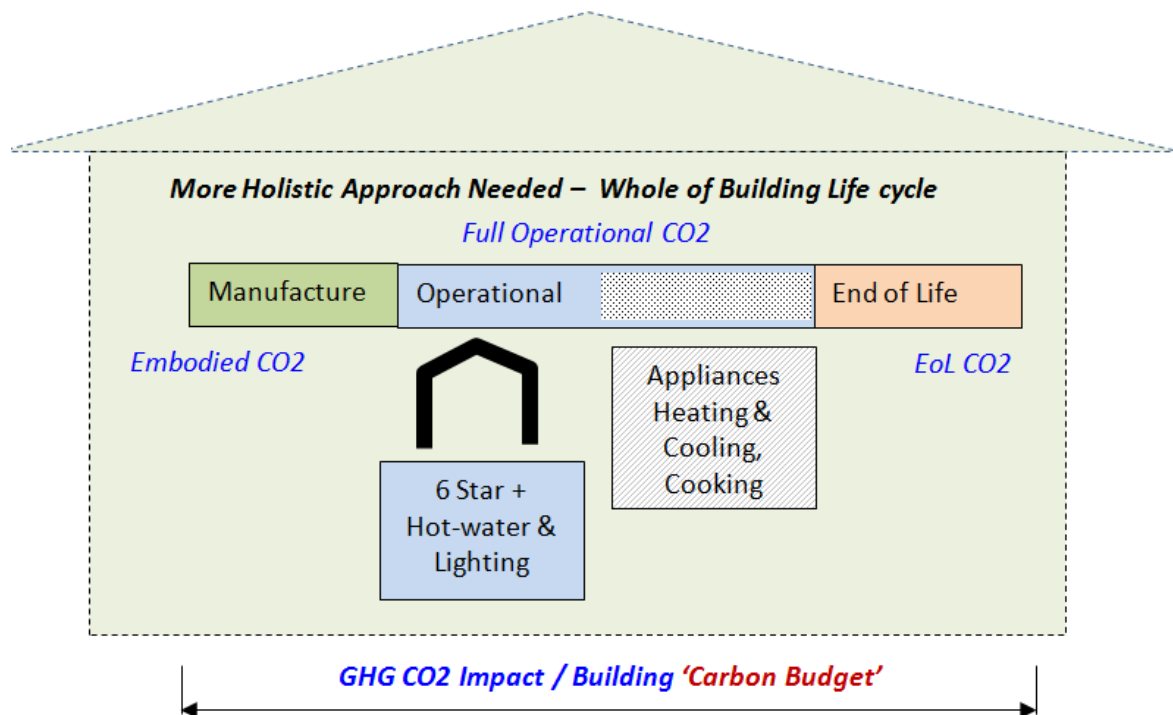 More Holistic Approach Needed – Whole of Building Life cycle
Full Operational CO2
Manufacture
Operational
End of Life
Embodied CO2
EoL CO2
Appliances
Heating &
Cooling,
Cooking
6 Star +
Hot-water &
Lighting
GHG CO2 Impact / Building ‘Carbon Budget’